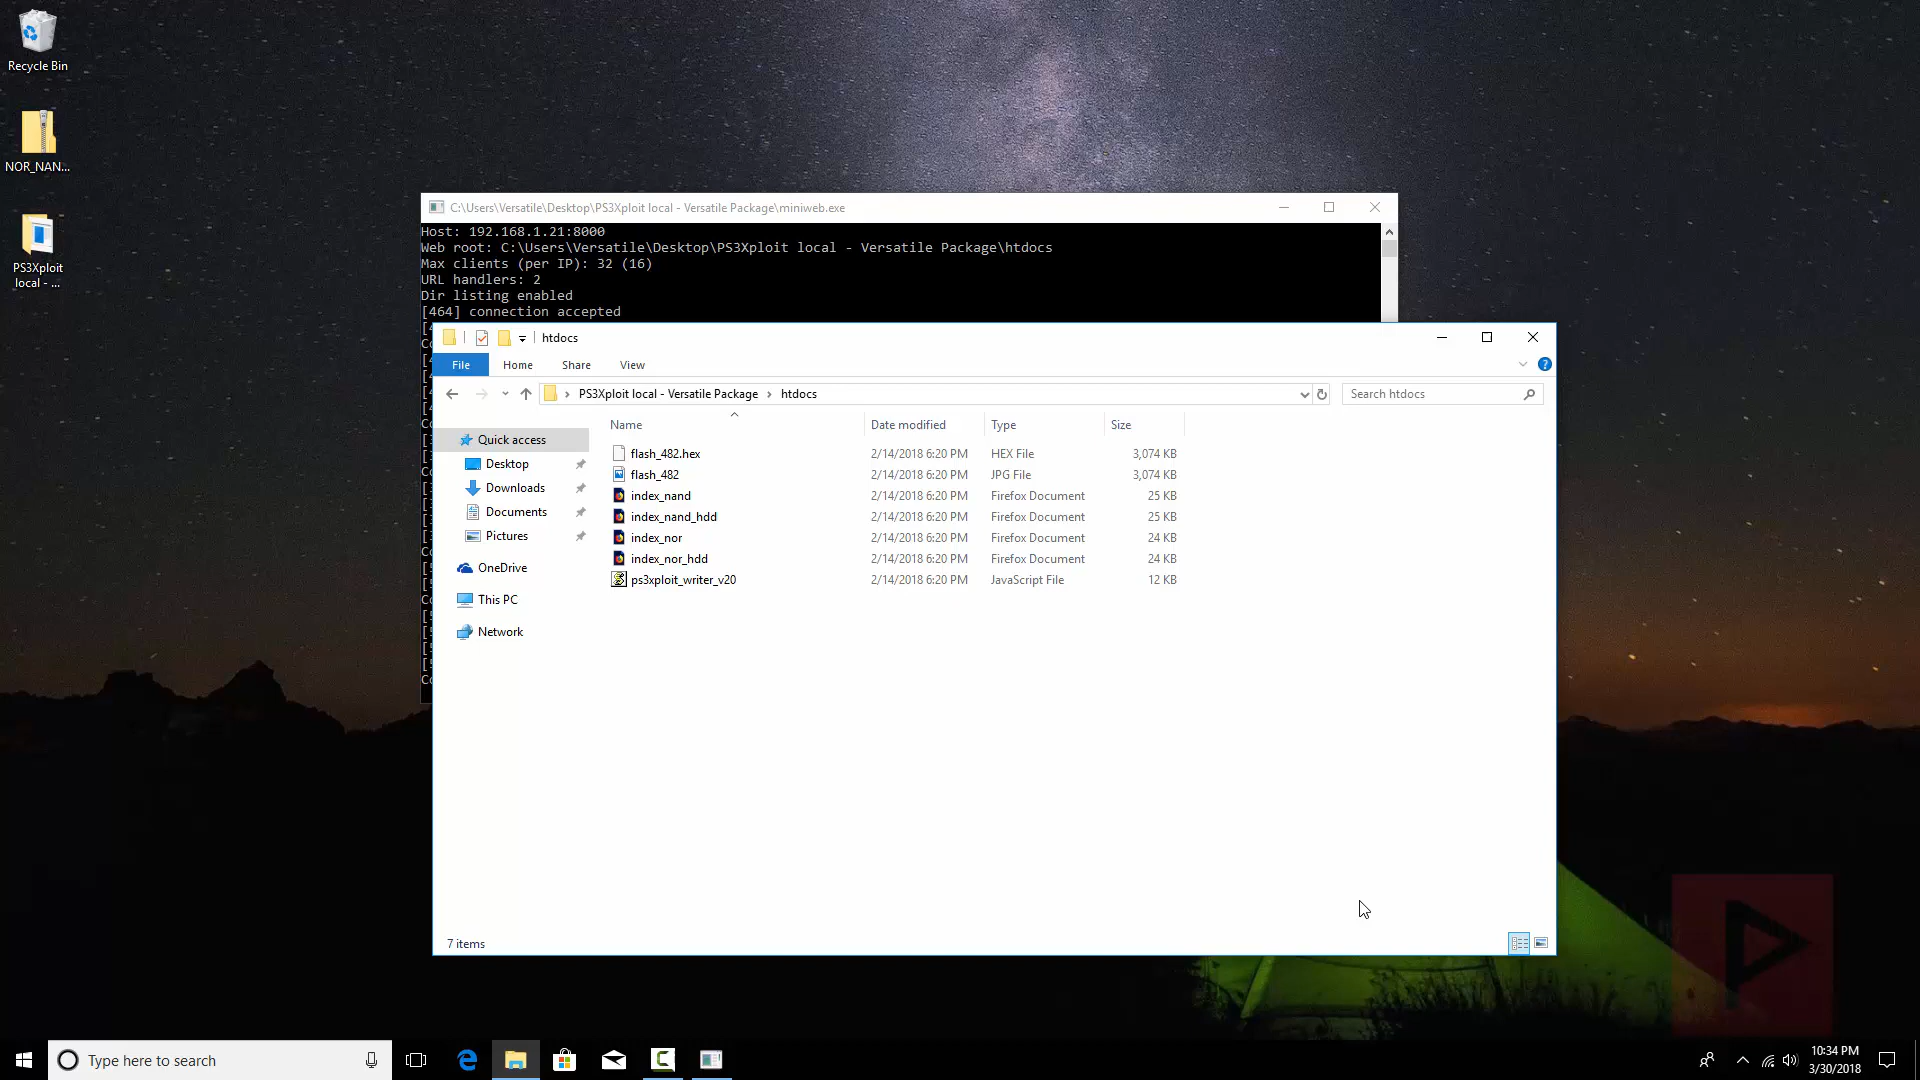 Recycle Bin
NOR_NAN...
PS3Xploit
local - ...
C:\Users\Versatile\Desktop\PS3Xploit local - Versatile Package\miniweb.exe
Host: 192.168.1.21:8000
Web root: C:\Users\Versatile\Desktop\PS3Xploit local - Versatile Package\htdocs
Max clients (per IP): 32 (16)
URL handlers: 2
Dir listing enabled
[464] connection accepted
htdocs
File Home Share View
PS3Xploit local - Versatile Package > htdocs
Search htdocs
Name Date modified Type Size
flash_482.hex 2/14/2018 6:20 PM HEX File 3,074 KB
flash_482 2/14/2018 6:20 PM JPG File 3,074 KB
index_nand 2/14/2018 6:20 PM Firefox Document 25 KB
index_nand_hdd 2/14/2018 6:20 PM Firefox Document 25 KB
index_nor 2/14/2018 6:20 PM Firefox Document 24 KB
index_nor_hdd 2/14/2018 6:20 PM Firefox Document 24 KB
ps3xploit_writer_v20 2/14/2018 6:20 PM JavaScript File 12 KB
Quick access
Desktop
Downloads
Documents
Pictures
OneDrive
This PC
Network
7 items
Type here to search
10:34 PM
3/30/2018